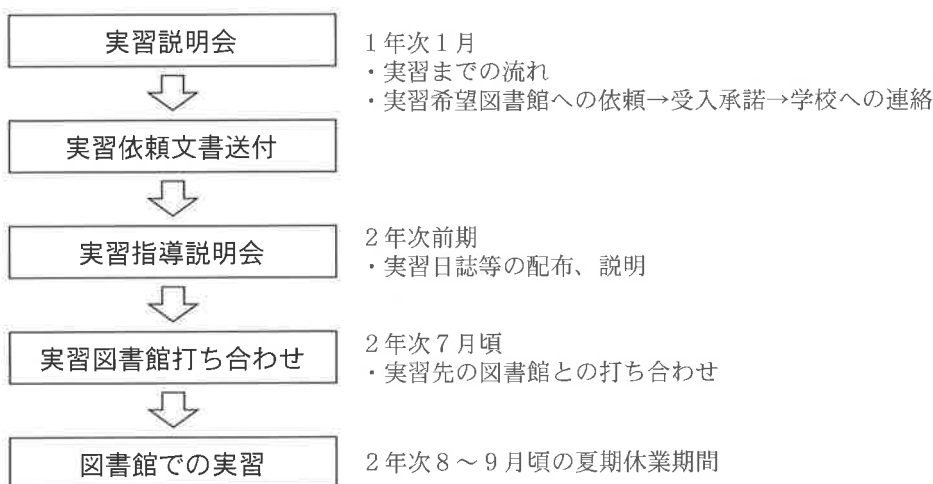 実習説明会
1年次1月
・実習までの流れ
・実習希望図書館への依頼→受入承諾→学校への連絡
実習依頼文書送付
実習指導説明会
2年次前期
・実習日誌等の配布、説明
実習図書館打ち合わせ
2年次7月頃
・実習先の図書館との打ち合わせ
図書館での実習
2年次8～9月頃の夏期休業期間